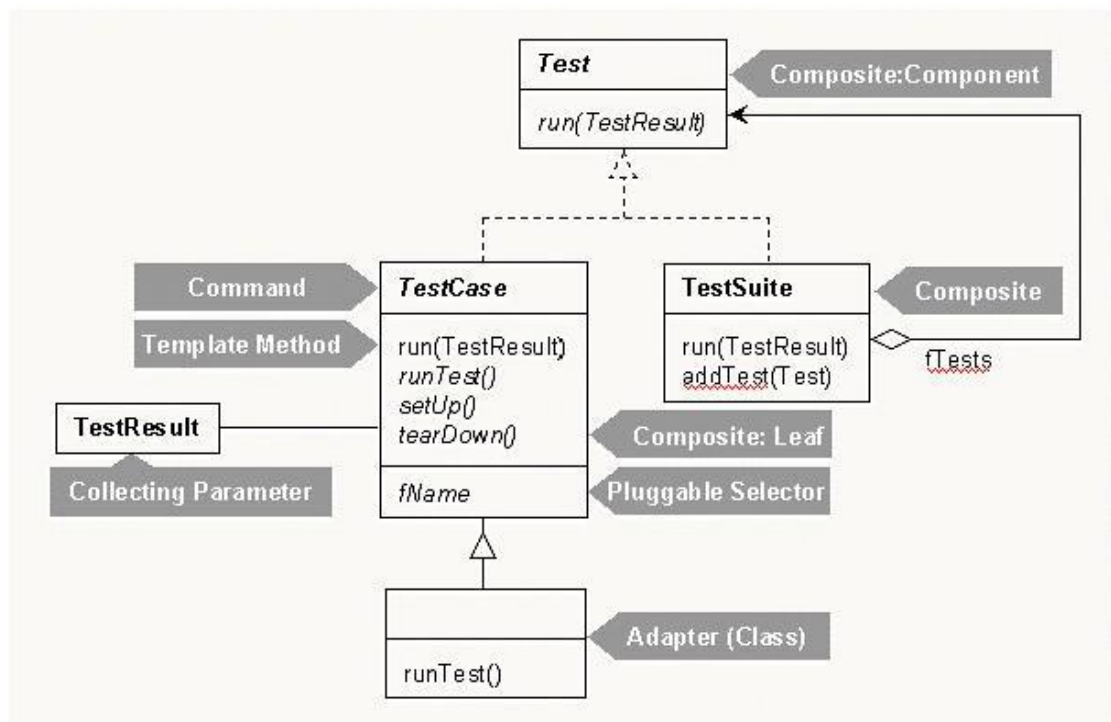 Test
Composite:Component
run(TestResult)
Command
TestCase
TestSuite
Composite
Template Method
run(TestResult)
runTest()
setUp()
tearDown()
run(TestResult)
addTest(Test)
fTests
TestResult
Composite: Leaf
Collecting Parameter
fName
Pluggable Selector
Adapter (Class)
runTest()